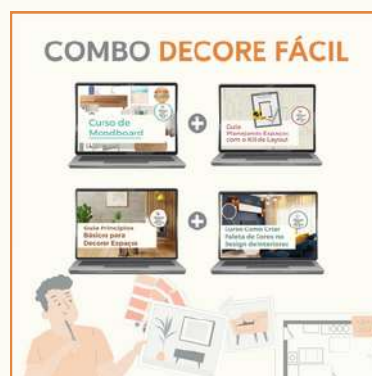 COMBO DECORE FÁCIL
Curso de
Moodboard
Guia
Planejando Espaços
com o Kit de Layout
Guia Princípios
Básicos para
Decorar Espaços
Curso Como Criar
Paleta de Cores no
Design de Interiores